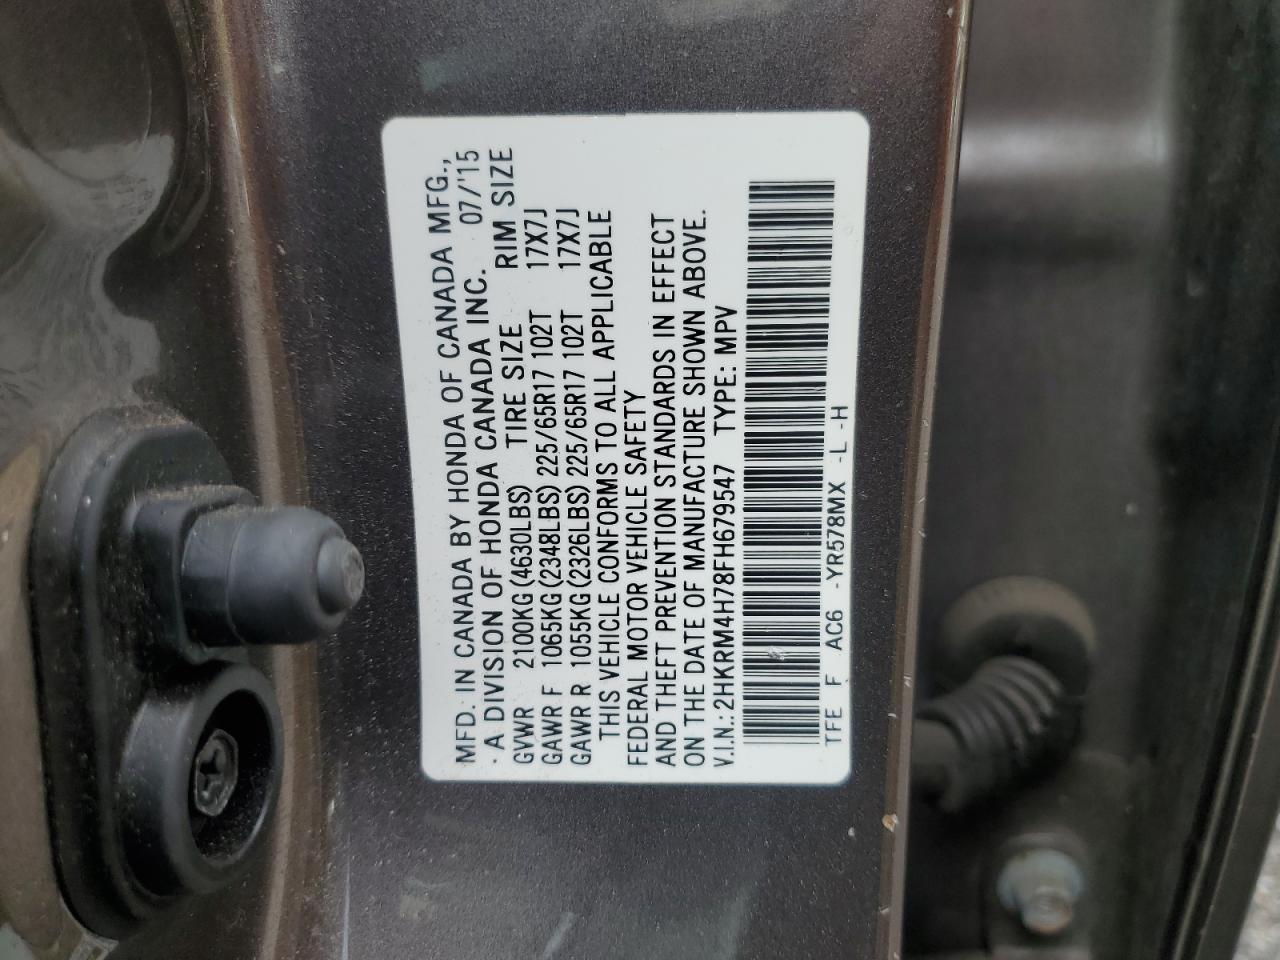 MFD. IN CANADA BY HONDA OF CANADA MFG.,
· A DIVISION OF HONDA CANADA INC. 07/'15
GVWR 2100KG (4630LBS) TIRE SIZE RIM SIZE
GAWR F 1065KG (2348LBS) 225/65R17 102T 17X7J
GAWR R 1055KG (2326LBS) 225/65R17 102T 17X7J
THIS VEHICLE CONFORMS TO ALL APPLICABLE
FEDERAL MOTOR VEHICLE SAFETY
AND THEFT PREVENTION STANDARDS IN EFFECT
ON THE DATE OF MANUFACTURE SHOWN ABOVE.
V.I.N.: 2HKRM4H78FH679547 TYPE: MPV
TFE F AC6 -YR578MX -L -H